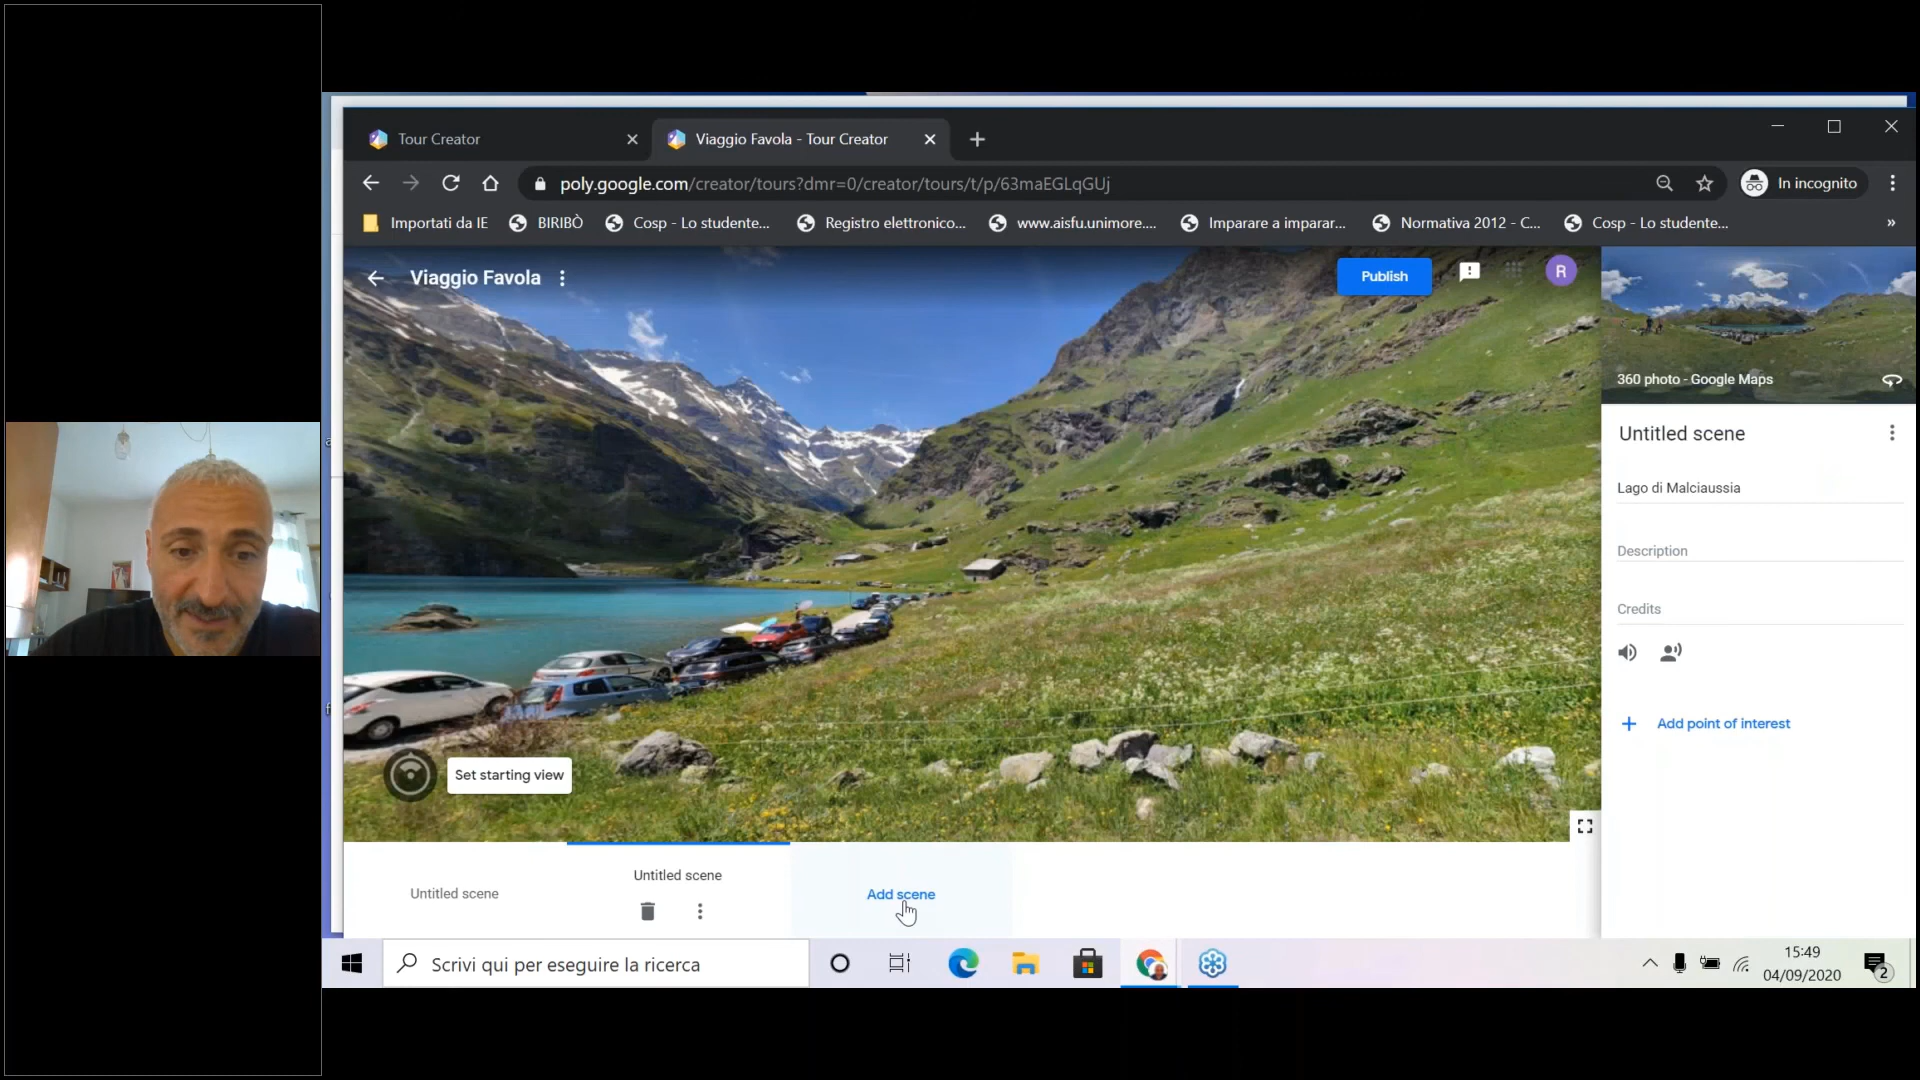 Tour Creator
Viaggio Favola - Tour Creator
poly.google.com/creator/tours?dmr=0/creator/tours/t/p/63maEGLqGUj
In incognito
Importati da IE
BIRIBÒ
Cosp - Lo studente...
Registro elettronico...
www.aisfu.unimore....
Imparare a imparar...
Normativa 2012 - C...
Cosp - Lo studente...
»
Viaggio Favola
Publish
R
360 photo - Google Maps
Untitled scene
Lago di Malciaussia
Description
Credits
Add point of interest
Set starting view
Untitled scene
Untitled scene
Add scene
Scrivi qui per eseguire la ricerca
15:49
04/09/2020
2